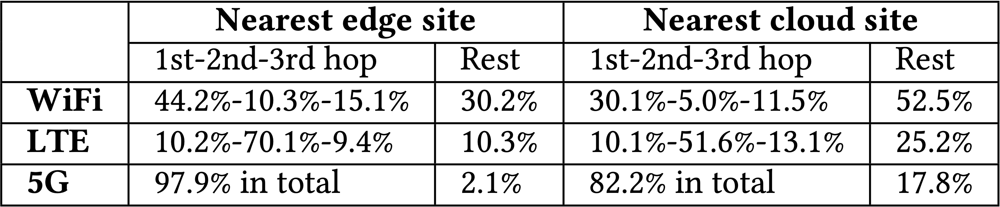 Nearest edge site Nearest cloud site
1st-2nd-3rd hop Rest 1st-2nd-3rd hop Rest
WiFi 44.2%-10.3%-15.1% 30.2% 30.1%-5.0%-11.5% 52.5%
LTE 10.2%-70.1%-9.4% 10.3% 10.1%-51.6%-13.1% 25.2%
5G 97.9% in total 2.1% 82.2% in total 17.8%